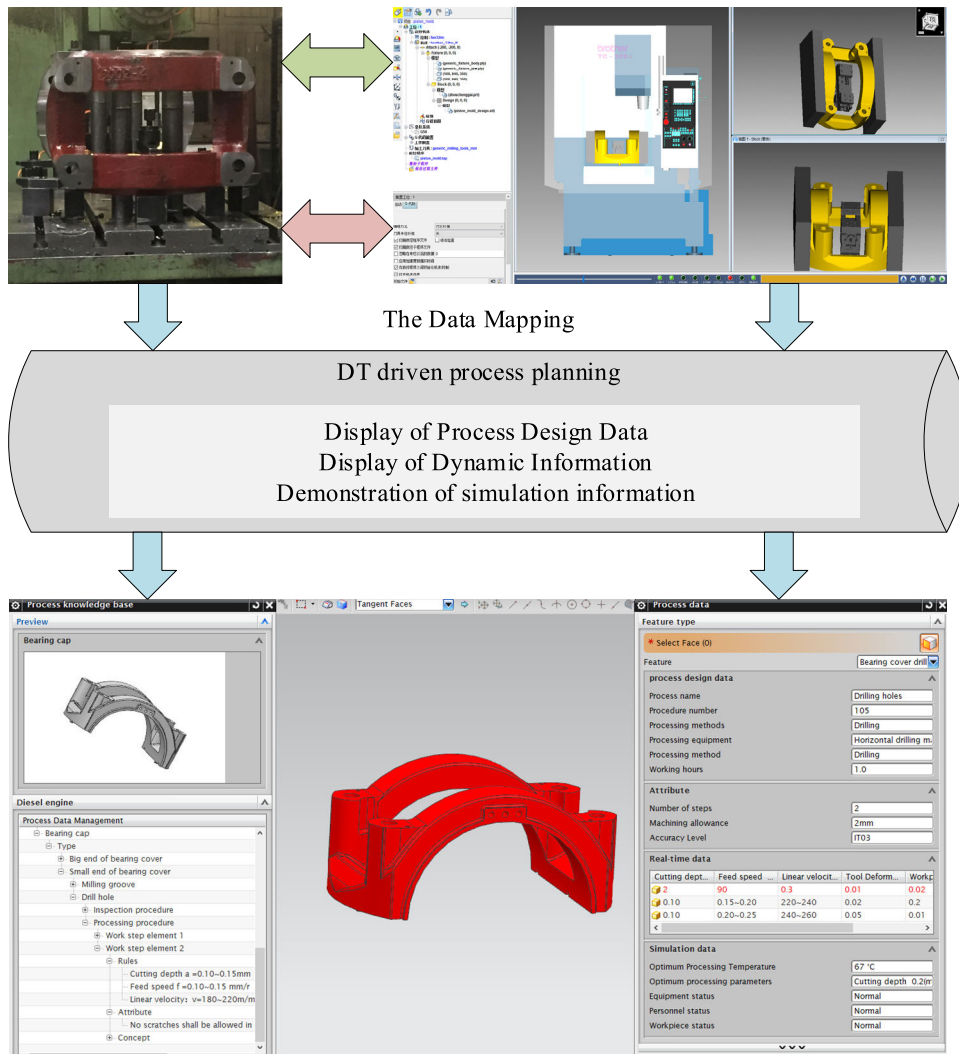 The Data Mapping
DT driven process planning
Display of Process Design Data
Display of Dynamic Information
Demonstration of simulation information
Process knowledge base
Preview
Bearing cap
Diesel engine
Process Data Management
Bearing cap
Type
Big end of bearing cover
Small end of bearing cover
Milling groove
Drill hole
Inspection procedure
Processing procedure
Work step element 1
Work step element 2
Rules
Cutting depth a =0.10~0.15mm
Feed speed f =0.10~0.15 mm/r
Linear velocity: v=180~220m/m
Attribute
No scratches shall be allowed in
Concept
Tangent Faces
Process data
Feature type
* Select Face (0)
Feature Bearing cover drill
process design data
Process name Drilling holes
Procedure number 105
Processing methods Drilling
Processing equipment Horizontal drilling ma
Processing method Drilling
Working hours 1.0
Attribute
Number of steps 2
Machining allowance 2mm
Accuracy Level IT03
Real-time data
Cutting dept... Feed speed ... Linear velocit... Tool Deform... Workp
2 90 0.3 0.01 0.02
0.10 0.15~0.20 220~240 0.02 0.2
0.10 0.20~0.25 240~260 0.05 0.01
Simulation data
Optimum Processing Temperature 67 °C
Optimum processing parameters Cutting depth 0.2(m
Equipment status Normal
Personnel status Normal
Workpiece status Normal